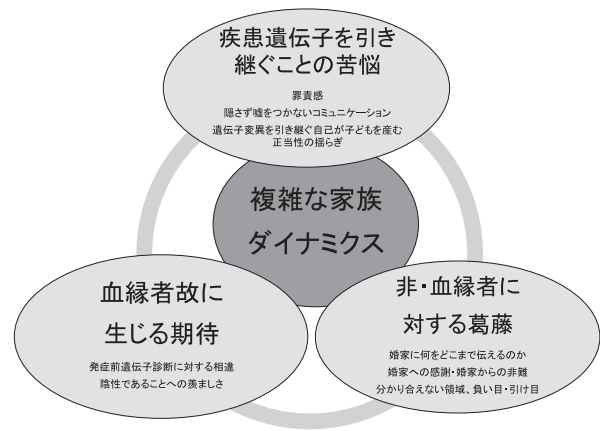 疾患遺伝子を引き
継ぐことの苦悩
罪責感
隠さず嘘をつかないコミュニケーション
遺伝子変異を引き継ぐ自己が子どもを産む
正当性の揺らぎ
複雑な家族
ダイナミクス
血縁者故に
生じる期待
発症前遺伝子診断に対する相違
陰性であることへの羨ましさ
非・血縁者に
対する葛藤
婚家に何をどこまで伝えるのか
婚家への感謝・婚家からの非難
分かり合えない領域、負い目・引け目